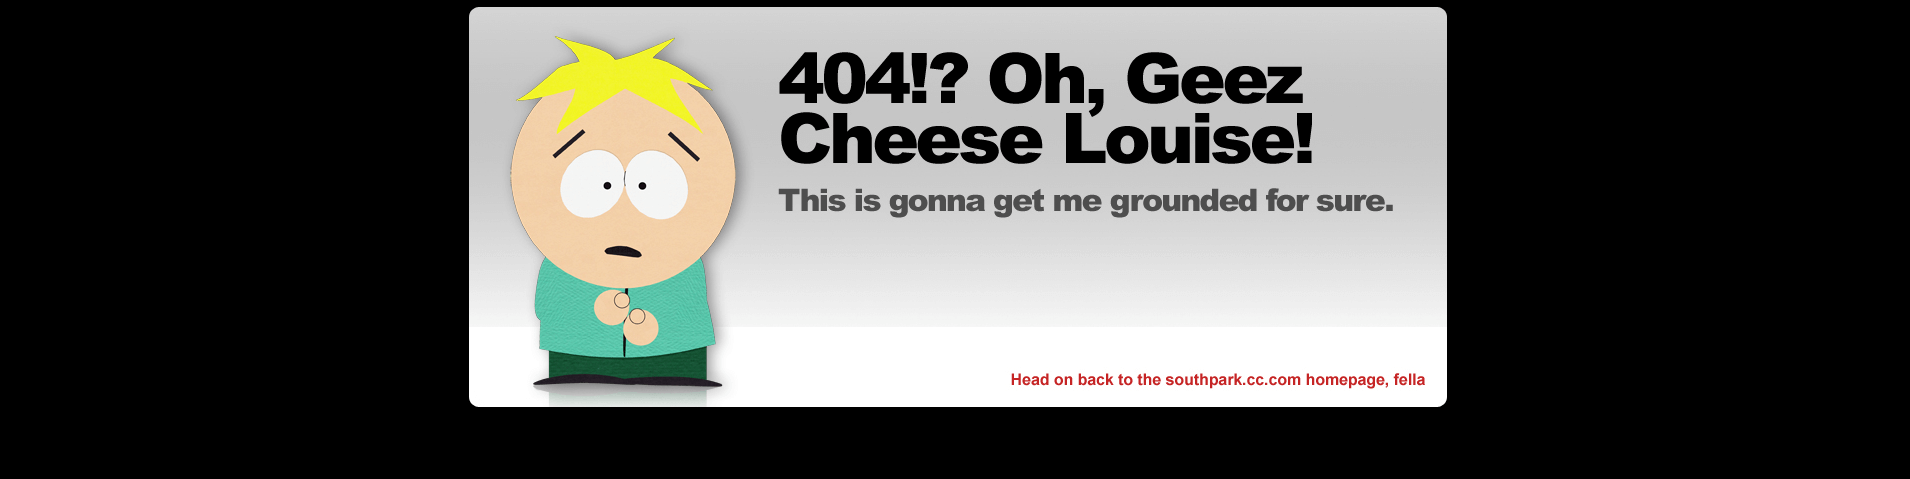 404!? Oh, Geez
Cheese Louise!
This is gonna get me grounded for sure.
Head on back to the southpark.cc.com homepage, fella